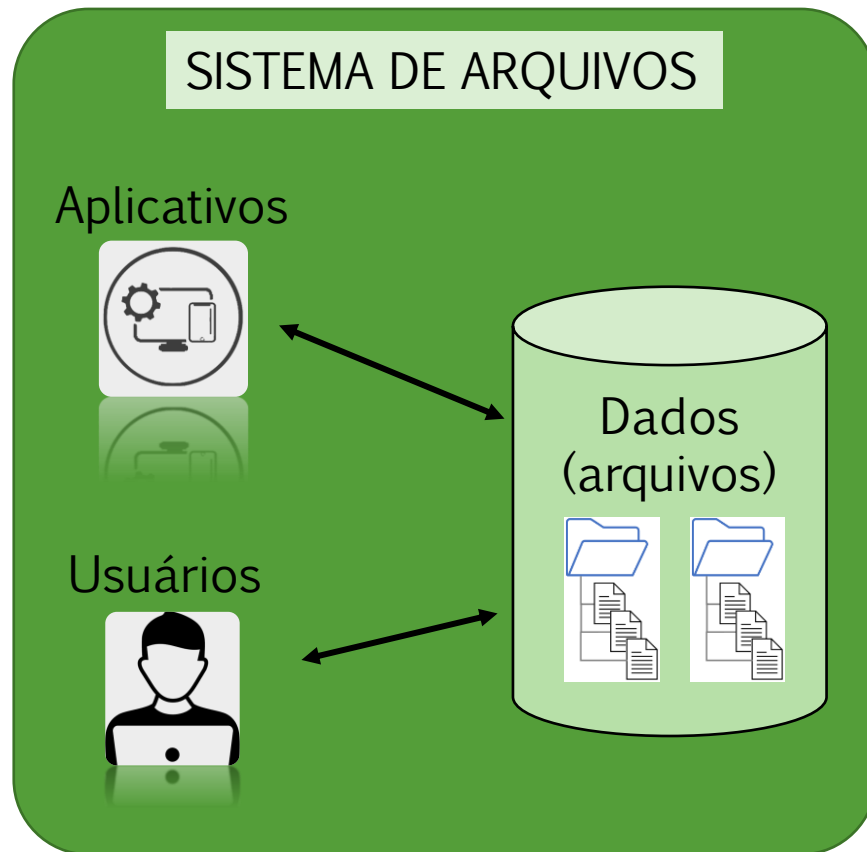 SISTEMA DE ARQUIVOS
Aplicativos
Dados
(arquivos)
Usuários